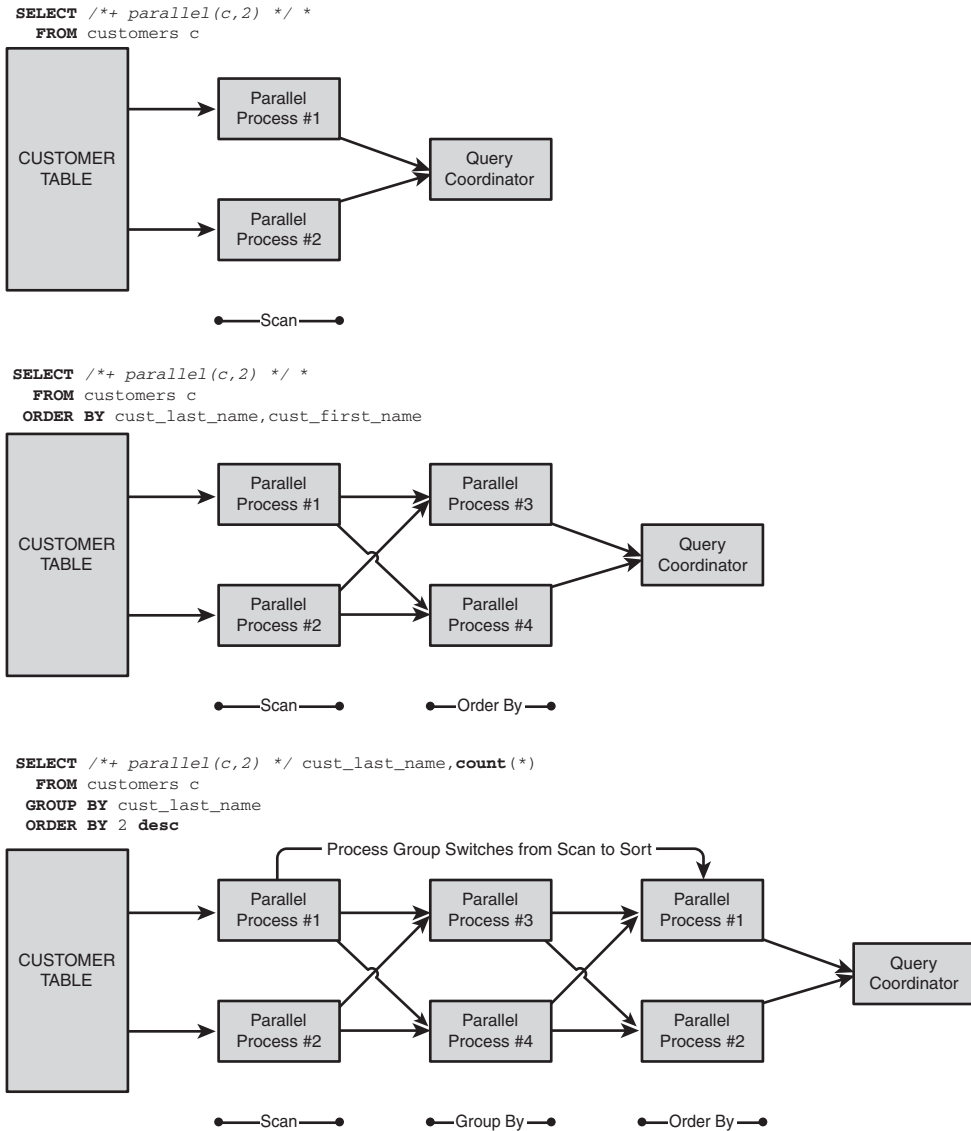 SELECT /*+ parallel(c,2) */ *
FROM customers c
CUSTOMER
TABLE
Parallel
Process #1
Parallel
Process #2
Query
Coordinator
Scan
SELECT /*+ parallel(c,2) */ *
FROM customers c
ORDER BY cust_last_name,cust_first_name
CUSTOMER
TABLE
Parallel
Process #1
Parallel
Process #3
Parallel
Process #2
Parallel
Process #4
Query
Coordinator
Scan
Order By
SELECT /*+ parallel(c,2) */ cust_last_name,count(*)
FROM customers c
GROUP BY cust_last_name
ORDER BY 2 desc
Process Group Switches from Scan to Sort
CUSTOMER
TABLE
Parallel
Process #1
Parallel
Process #3
Parallel
Process #1
Parallel
Process #2
Parallel
Process #4
Parallel
Process #2
Query
Coordinator
Scan
Group By
Order By